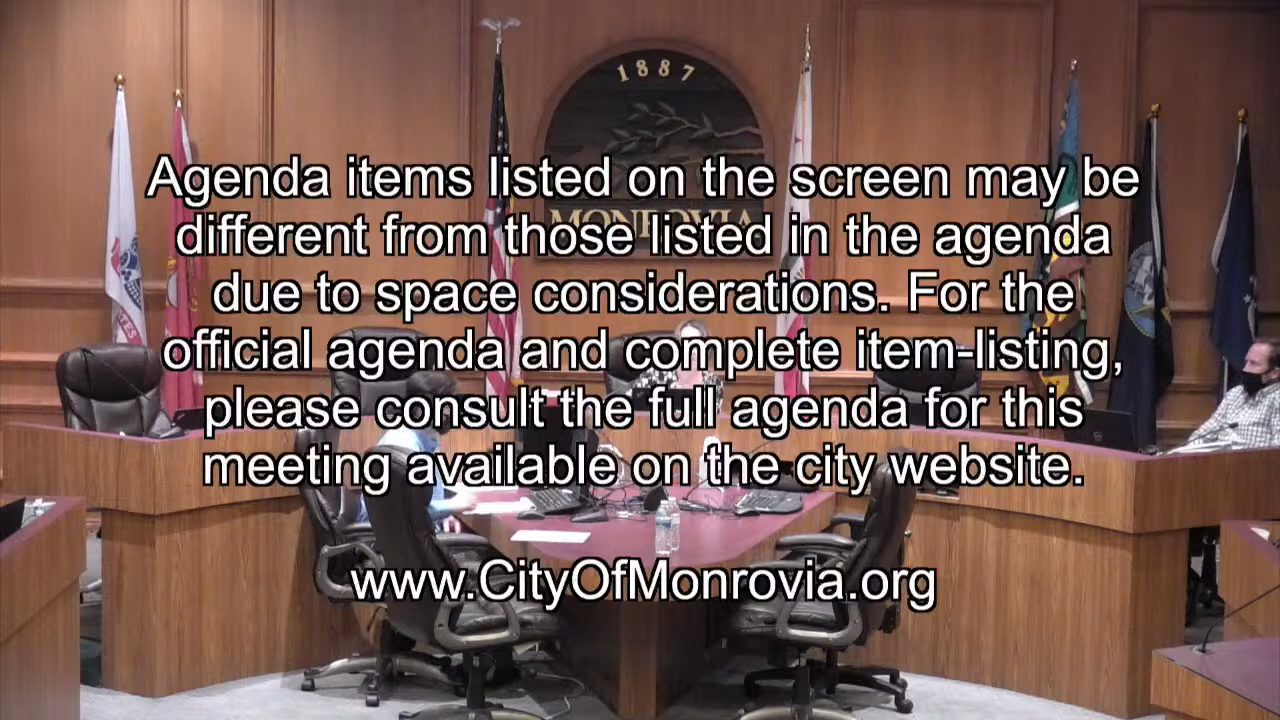 1887
MONROVIA
Agenda items listed on the screen may be
different from those listed in the agenda
due to space considerations. For the
official agenda and complete item-listing,
please consult the full agenda for this
meeting available on the city website.
www.CityOfMonrovia.org